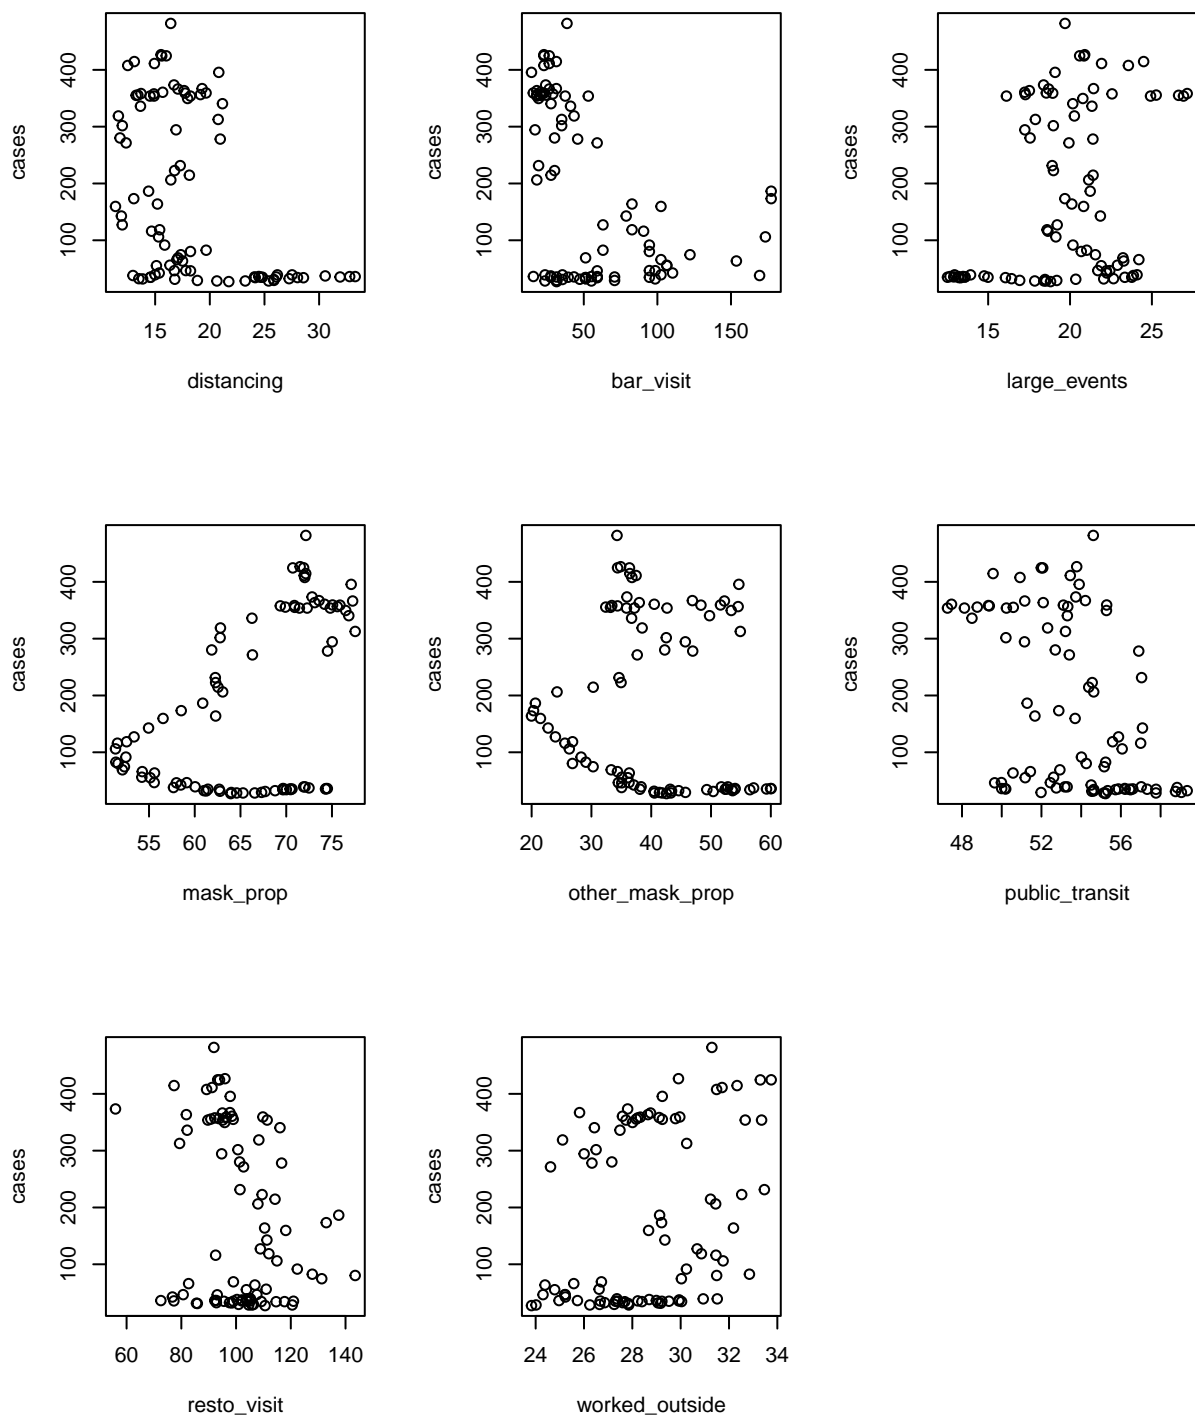 cases
100 200 300 400
15 20 25 30
distancing
cases
100 200 300 400
50 100 150
bar_visit
cases
100 200 300 400
15 20 25
large_events
cases
100 200 300 400
55 60 65 70 75
mask_prop
cases
100 200 300 400
20 30 40 50 60
other_mask_prop
cases
100 200 300 400
48 52 56
public_transit
cases
100 200 300 400
60 80 100 120 140
resto_visit
cases
100 200 300 400
24 26 28 30 32 34
worked_outside